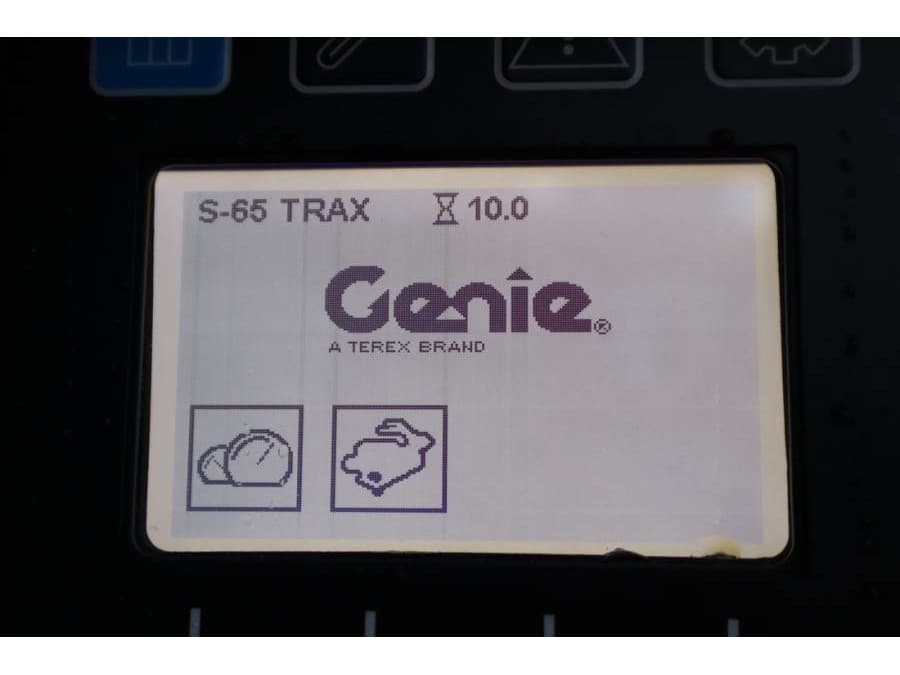 S-65 TRAX 10.0
Genie®
A TEREX BRAND